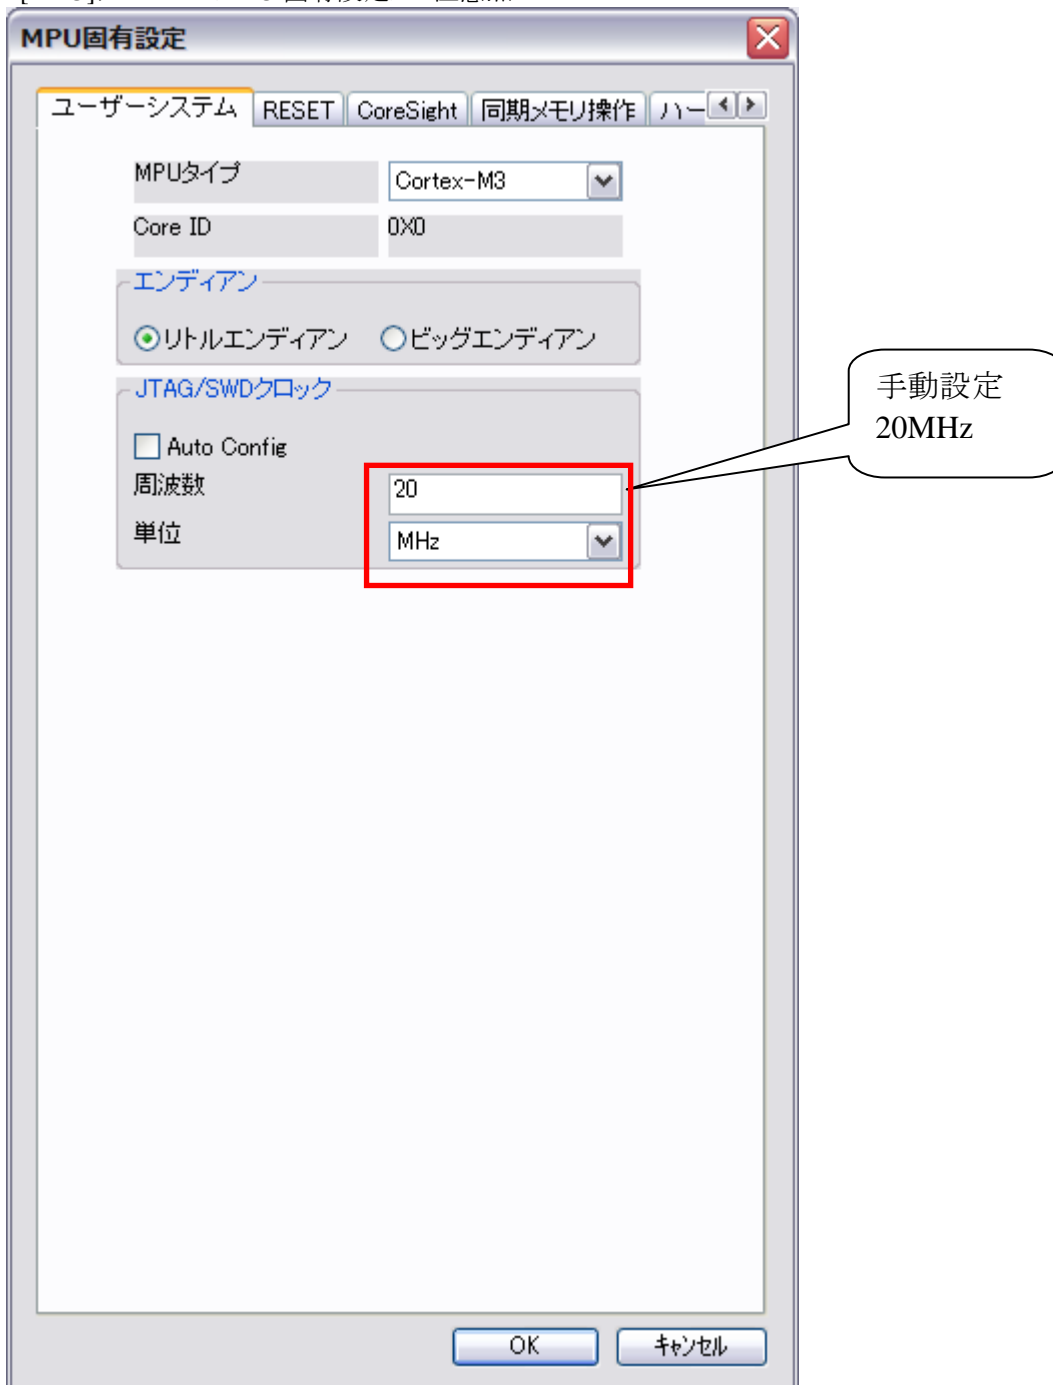 MPU固有設定
ユーザーシステム RESET CoreSight 同期メモリ操作 ハー
MPUタイプ Cortex-M3
Core ID 0X0
エンディアン
リトルエンディアン ビッグエンディアン
JTAG/SWDクロック
Auto Config
周波数 20
単位 MHz
手動設定
20MHz
OK キャンセル